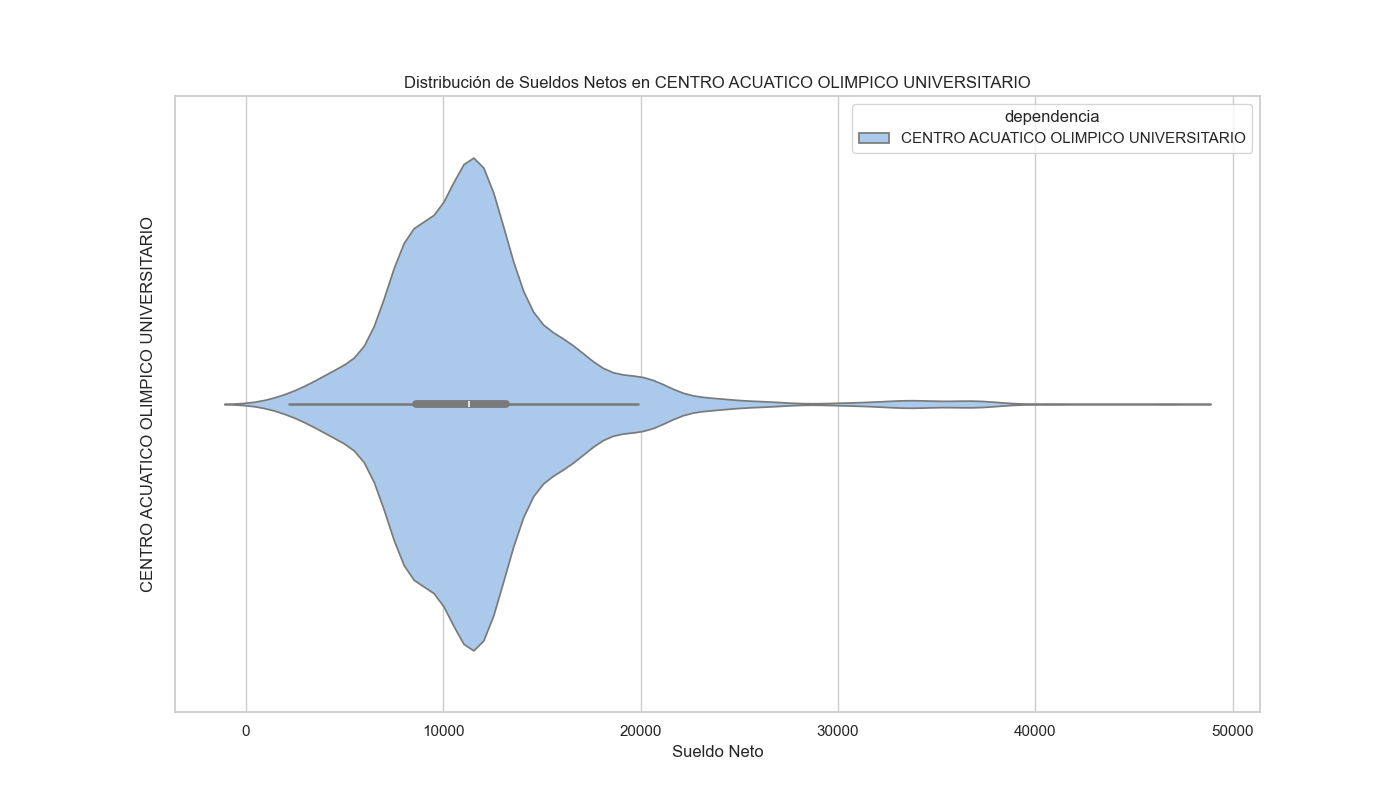 Distribución de Sueldos Netos en CENTRO ACUATICO OLIMPICO UNIVERSITARIO
dependencia
CENTRO ACUATICO OLIMPICO UNIVERSITARIO
CENTRO ACUATICO OLIMPICO UNIVERSITARIO
0 10000 20000 30000 40000 50000
Sueldo Neto